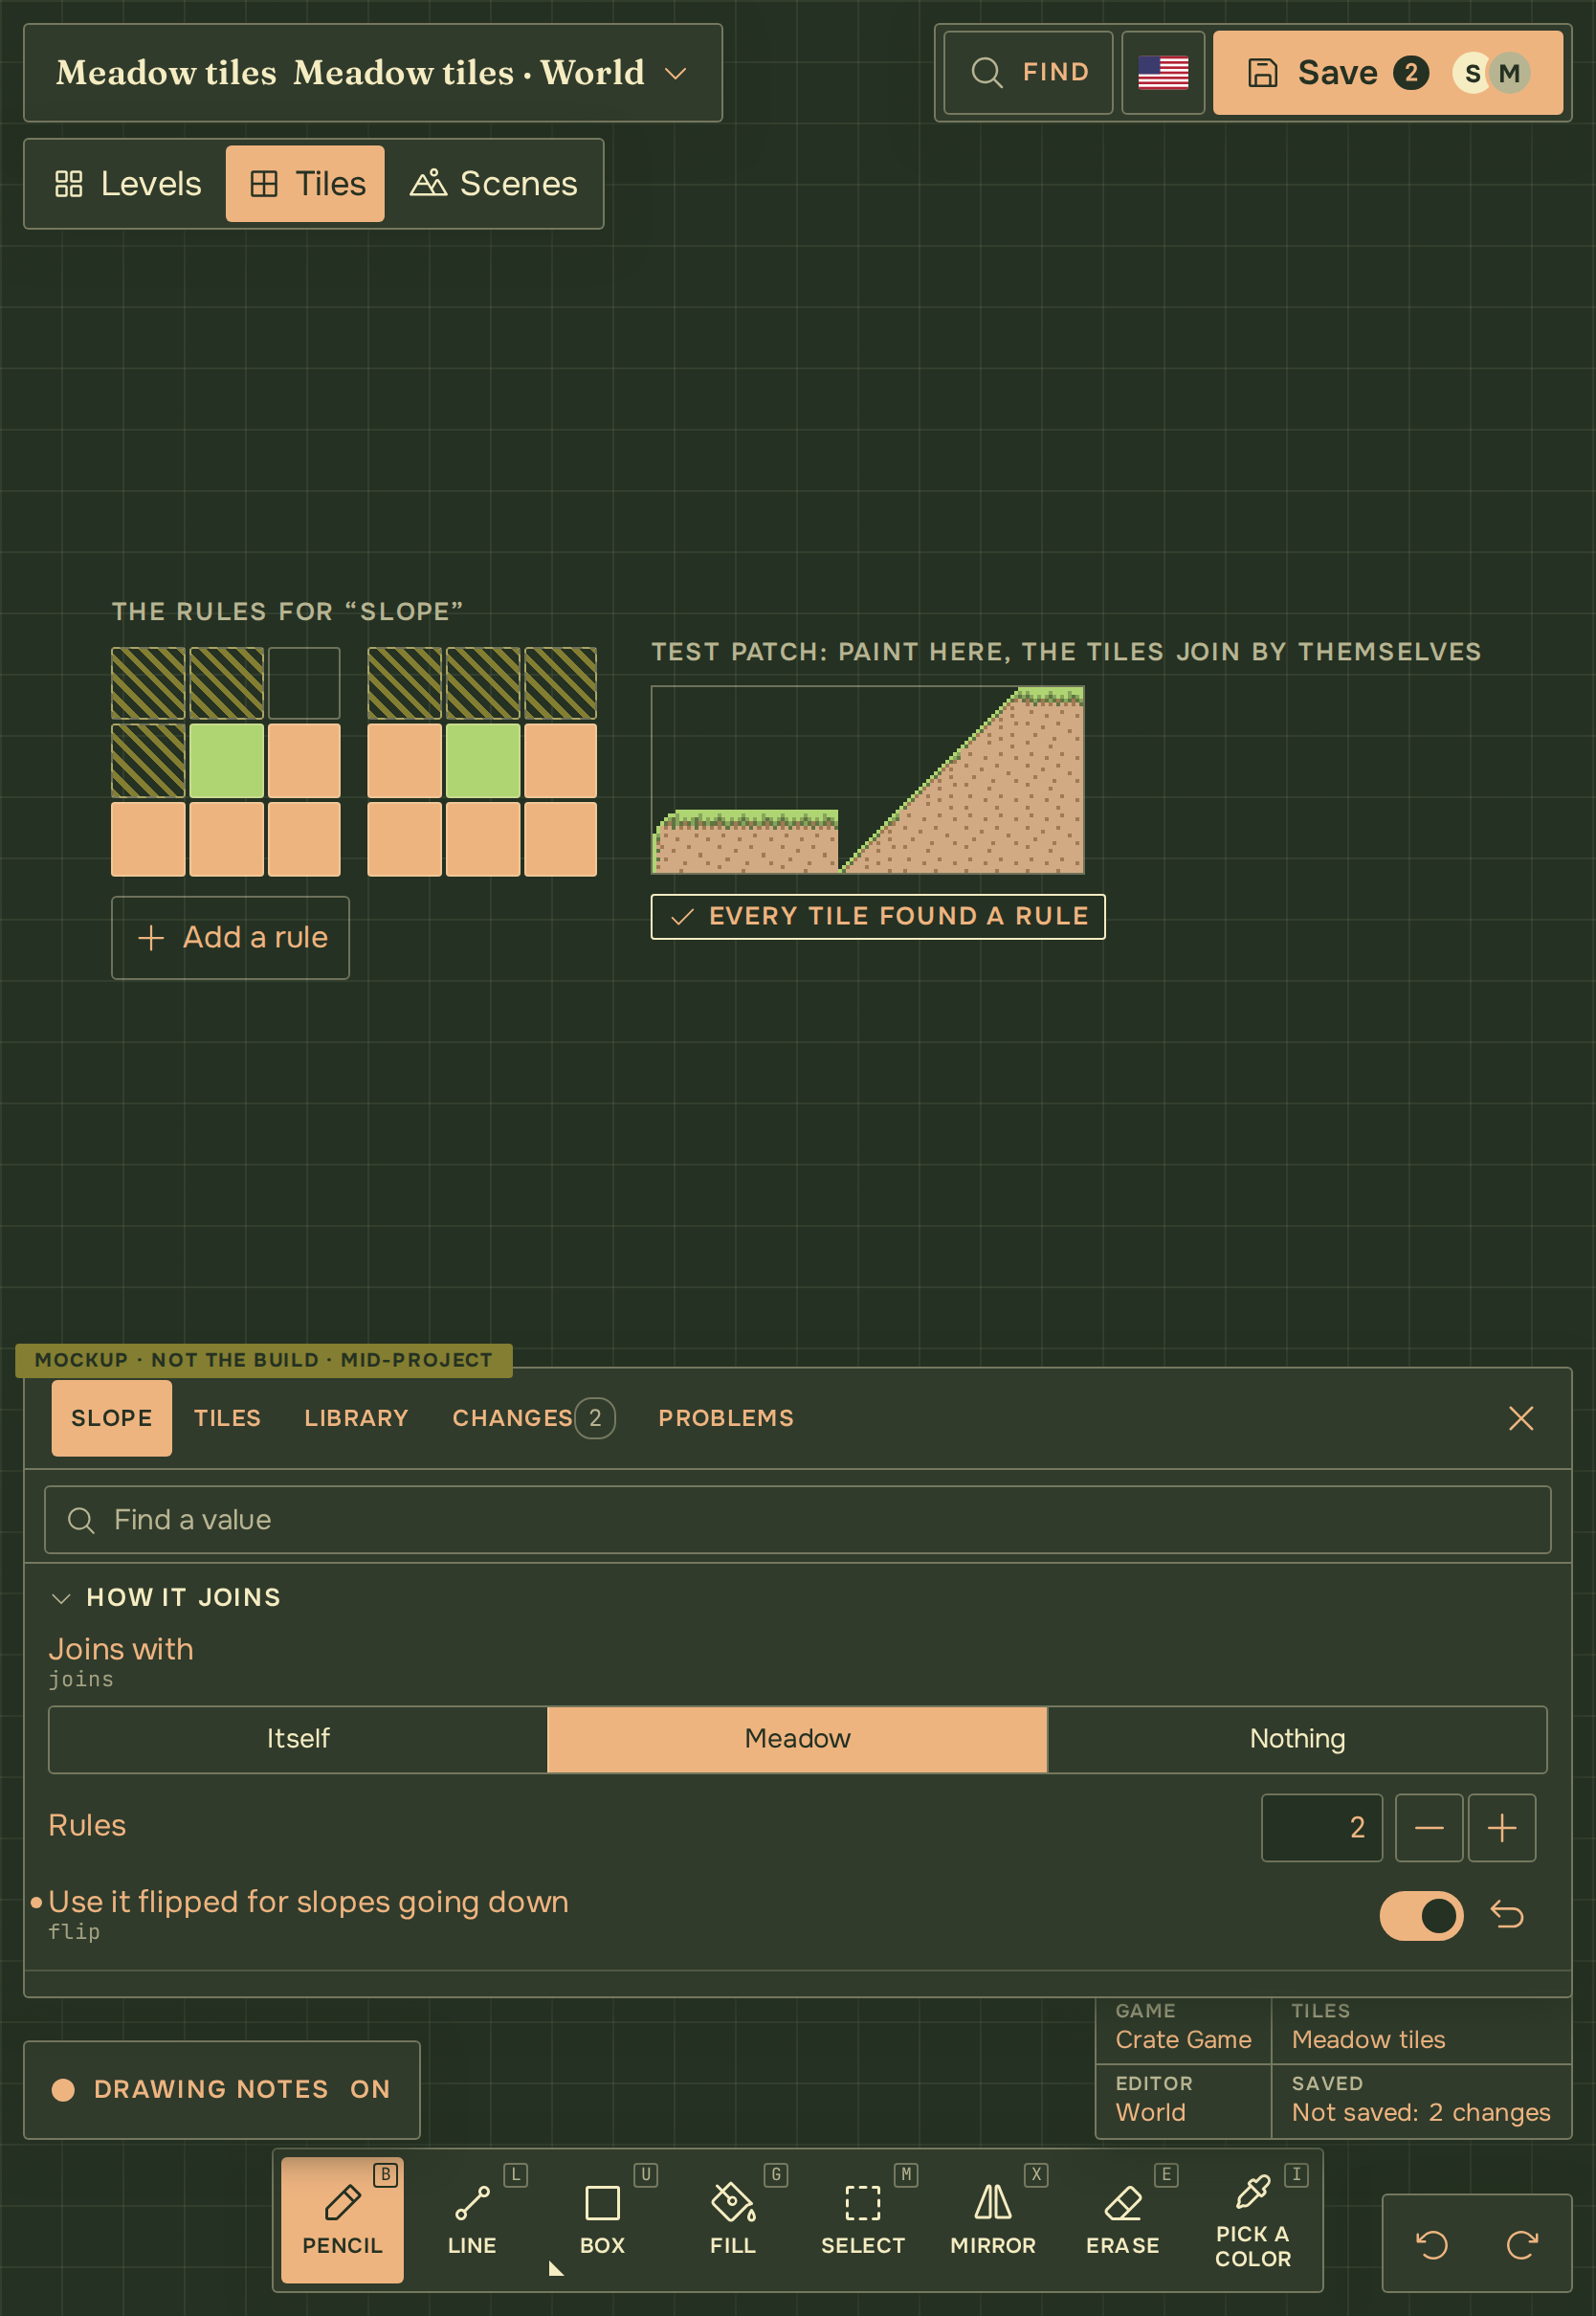 Meadow tiles Meadow tiles · World
FIND
Save 2 S M
Levels Tiles Scenes
THE RULES FOR “SLOPE”
TEST PATCH: PAINT HERE, THE TILES JOIN BY THEMSELVES
EVERY TILE FOUND A RULE
Add a rule
MOCKUP · NOT THE BUILD · MID-PROJECT
SLOPE TILES LIBRARY CHANGES 2 PROBLEMS
Find a value
HOW IT JOINS
Joins with
joins
Itself Meadow Nothing
Rules 2
Use it flipped for slopes going down
flip
GAME TILES
Crate Game Meadow tiles
EDITOR SAVED
World Not saved: 2 changes
DRAWING NOTES ON
B L U G M X E I
PENCIL LINE BOX FILL SELECT MIRROR ERASE PICK A
COLOR